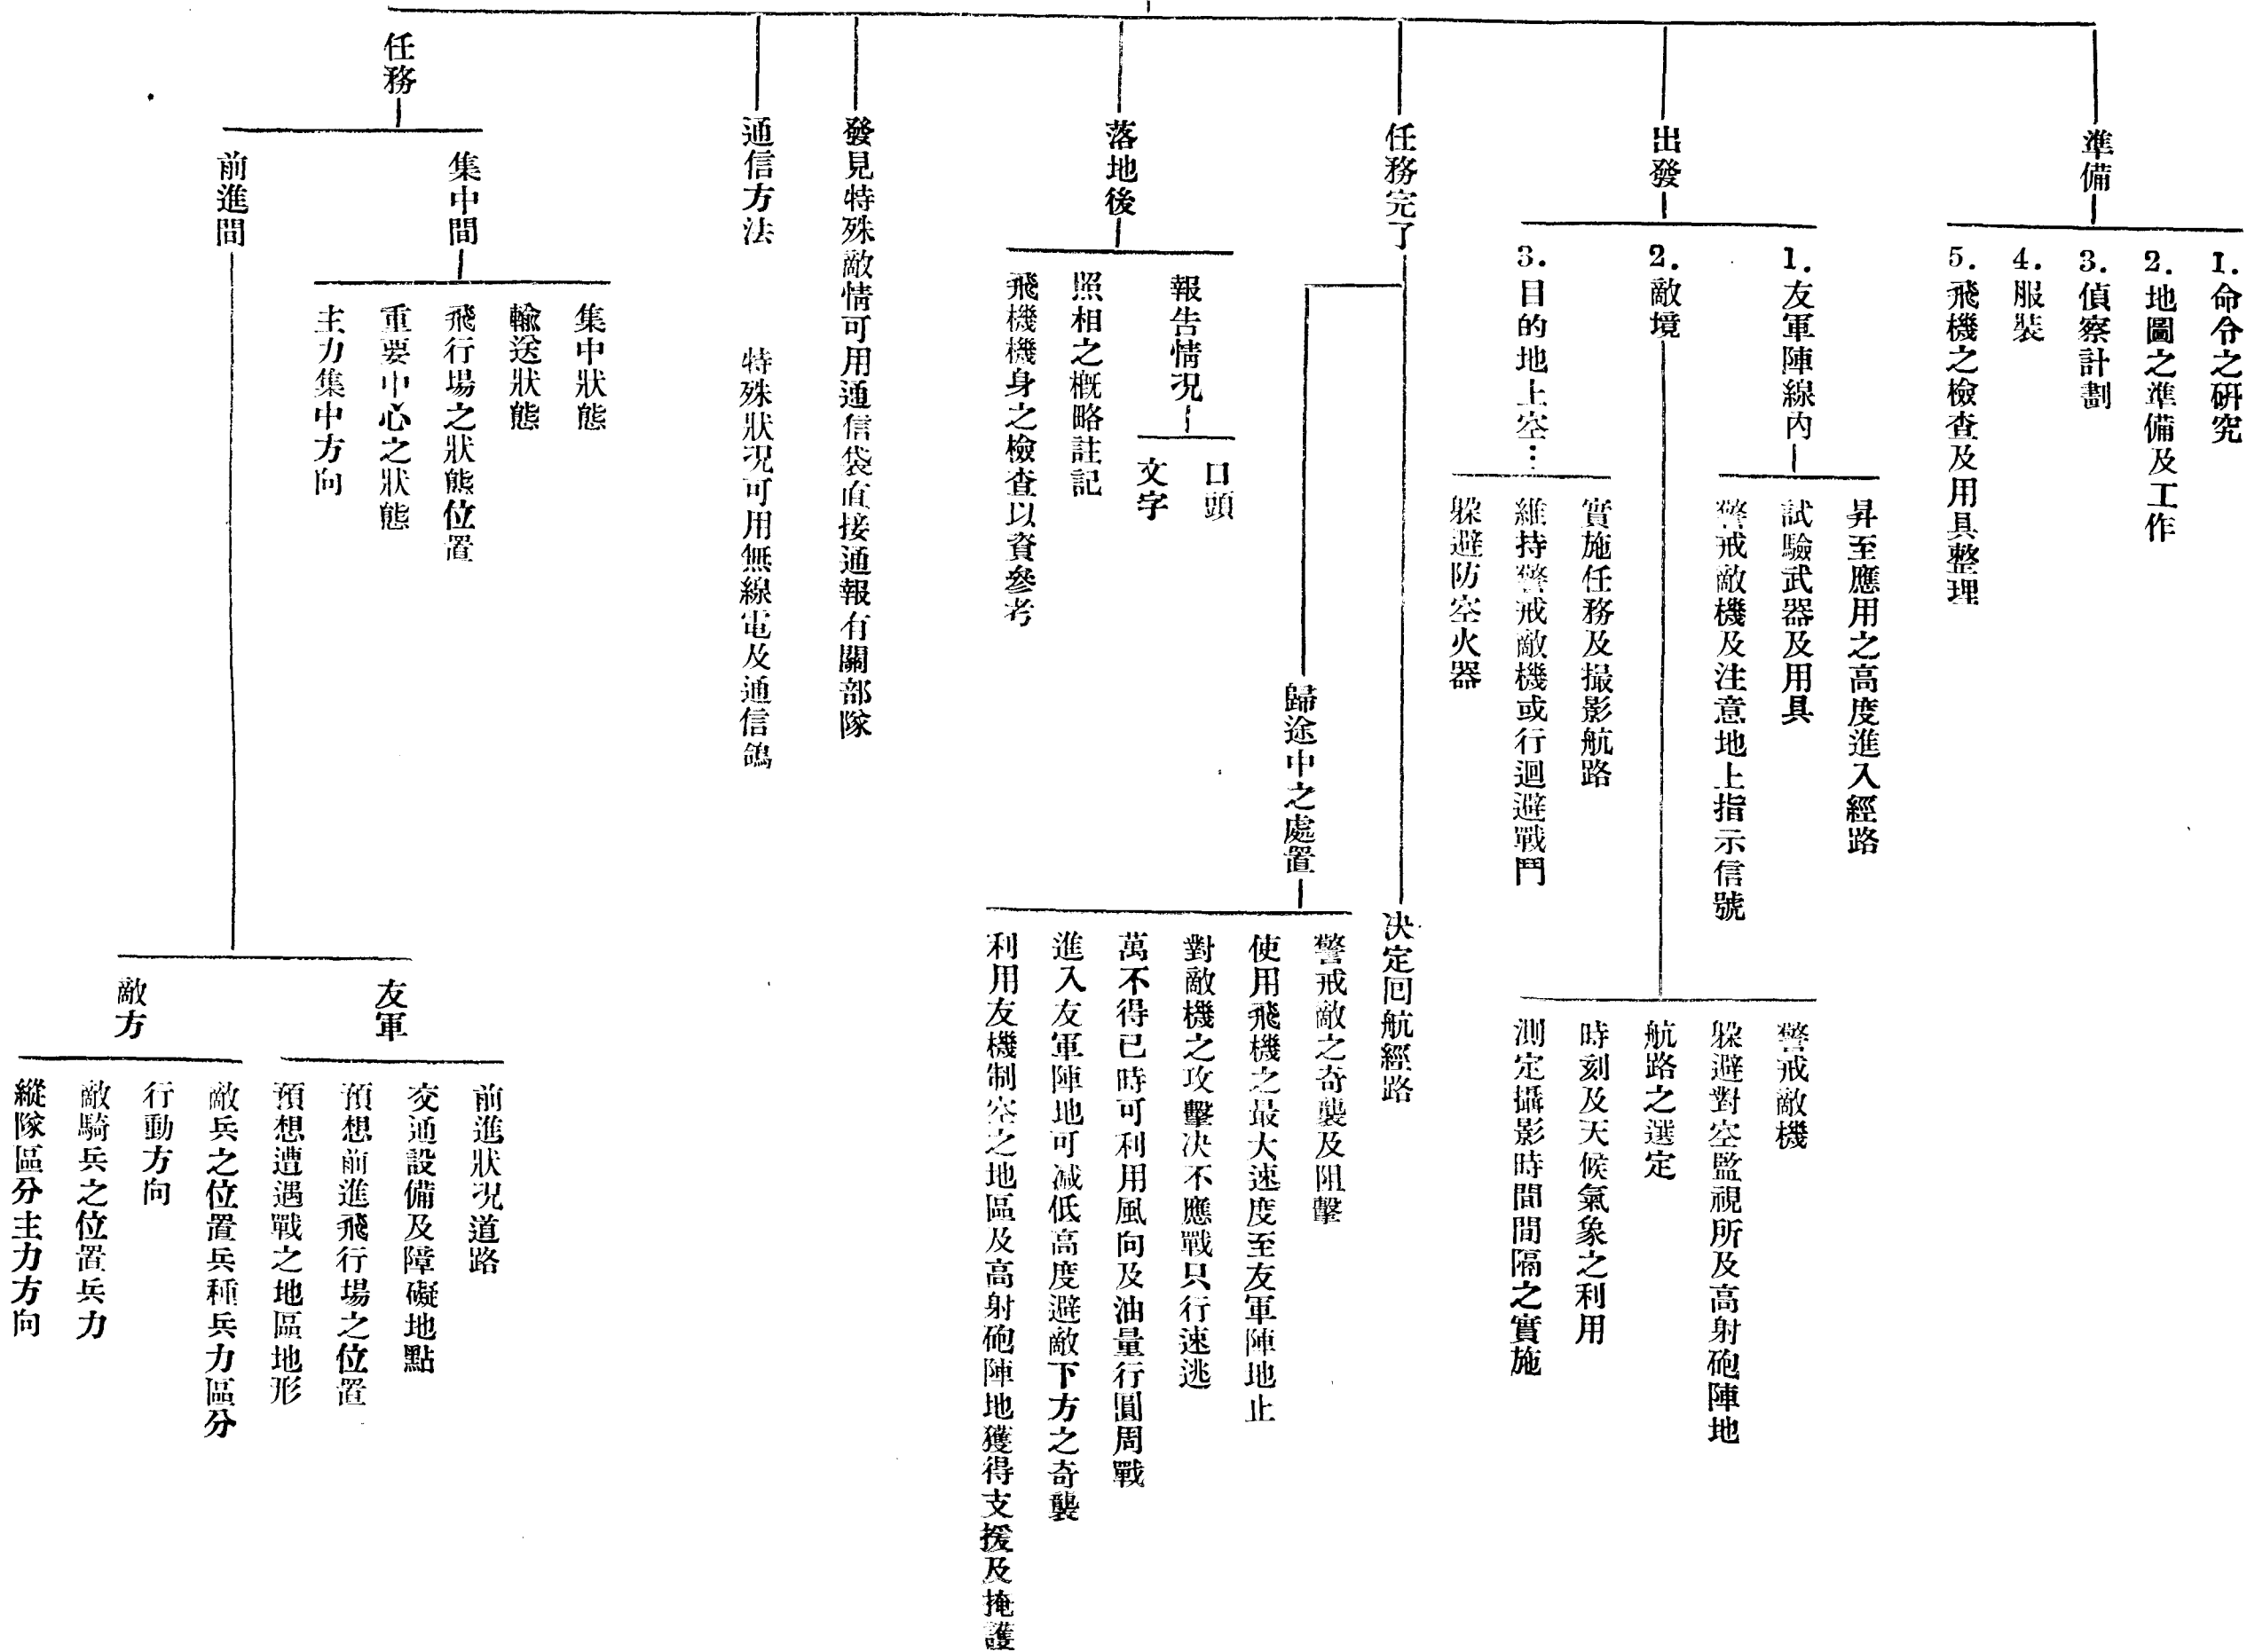 準備
1.命令之研究
2.地圖之準備及工作
3.偵察計劃
4.服裝
5.飛機之檢查及用具整理
出發
1.友軍陣線內
昇至應用之高度進入經路
試驗武器及用具
警戒敵機及注意地上指示信號
2.敵境
警戒敵機
躱避對空監視所及高射砲陣地
航路之選定
時刻及天候氣象之利用
測定攝影時間間隔之實施
3.目的地上空…
實施任務及撮影航路
維持警戒敵機或行迴避戰鬥
躱避防空火器
任務完了
决定回航經路
歸途中之處置
警戒敵之奇襲及阻擊
使用飛機之最大速度至友軍陣地止
對敵機之攻擊决不應戰只行速逃
萬不得已時可利用風向及油量行圓周戰
進入友軍陣地可減低高度避敵下方之奇襲
利用友機制空之地區及高射砲陣地獲得支援及掩護
落地後
報告情况
口頭
文字
照相之概略註記
飛機機身之檢查以資參考
發見特殊敵情可用通信袋直接通報有關部隊
通信方法　特殊狀况可用無線電及通信鴿
任務
集中間
集中狀態
輸送狀態
飛行場之狀態位置
重要中心之狀態
主力集中方向
前進間
友軍
前進狀况道路
交通設備及障礙地點
預想前進飛行場之位置
預想遭遇戰之地區地形
敵方
敵兵之位置兵種兵力區分
行動方向
敵騎兵之位置兵力
縱隊區分主力方向